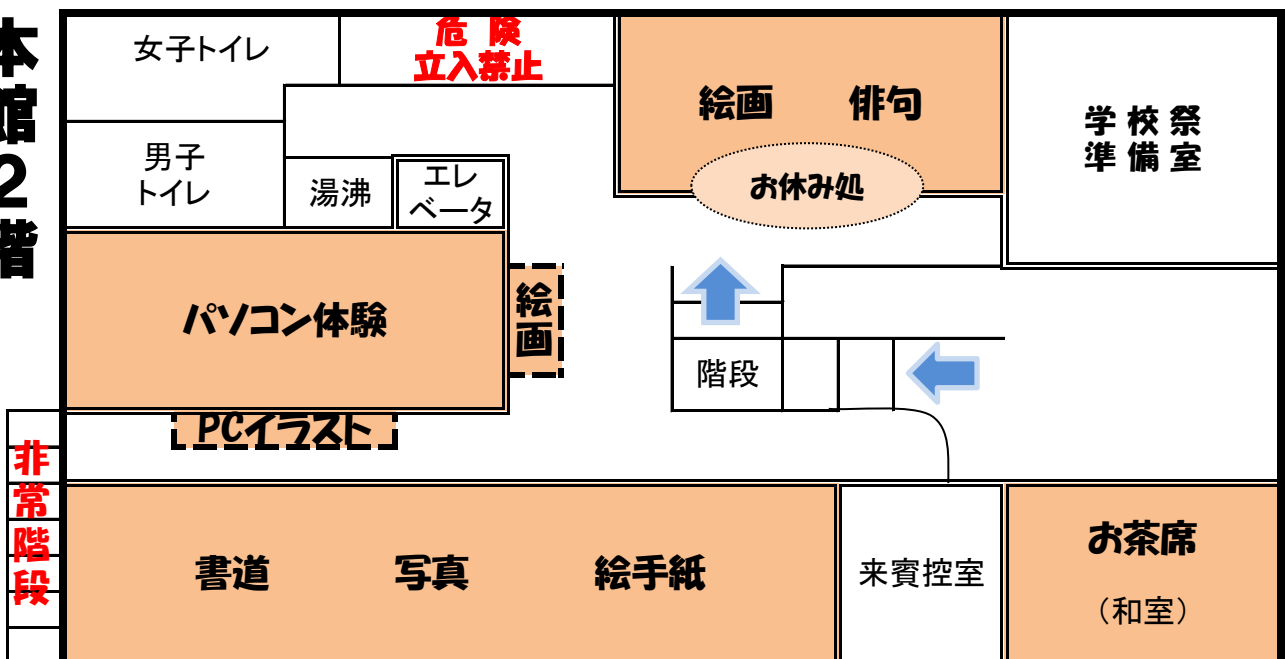 本館2階
女子トイレ
危険
立入禁止
絵画 俳句
お休み処
学校祭
準備室
男子
トイレ
湯沸
エレ
ベータ
パソコン体験
絵画
階段
PCイラスト
非常階段
書道 写真 絵手紙
来賓控室
お茶席
（和室）